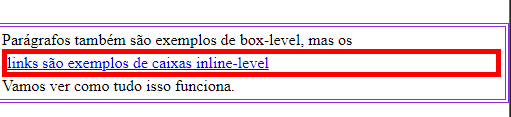 Parágrafos também são exemplos de box-level, mas os
links são exemplos de caixas inline-level
Vamos ver como tudo isso funciona.